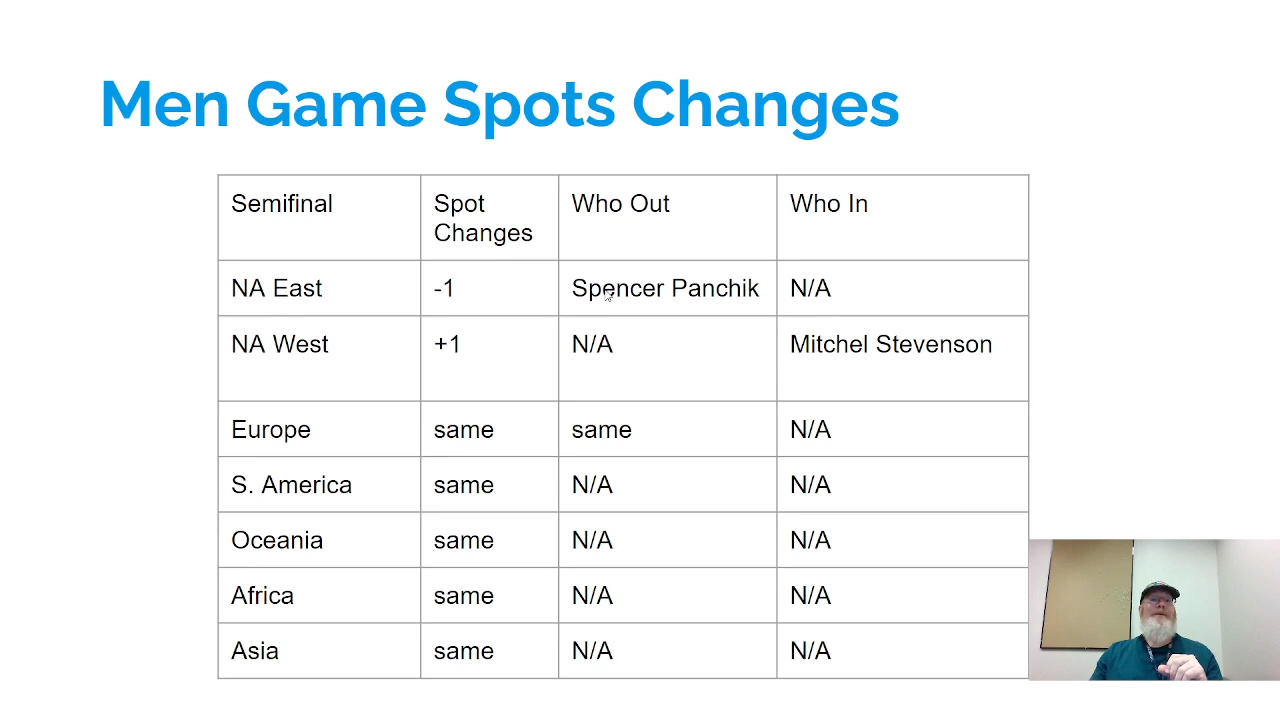 Men Game Spots Changes
Semifinal
Spot
Changes
Who Out
Who In
NA East
-1
Spencer Panchik
N/A
NA West
+1
N/A
Mitchel Stevenson
Europe
same
same
N/A
S. America
same
N/A
N/A
Oceania
same
N/A
N/A
Africa
same
N/A
N/A
Asia
same
N/A
N/A